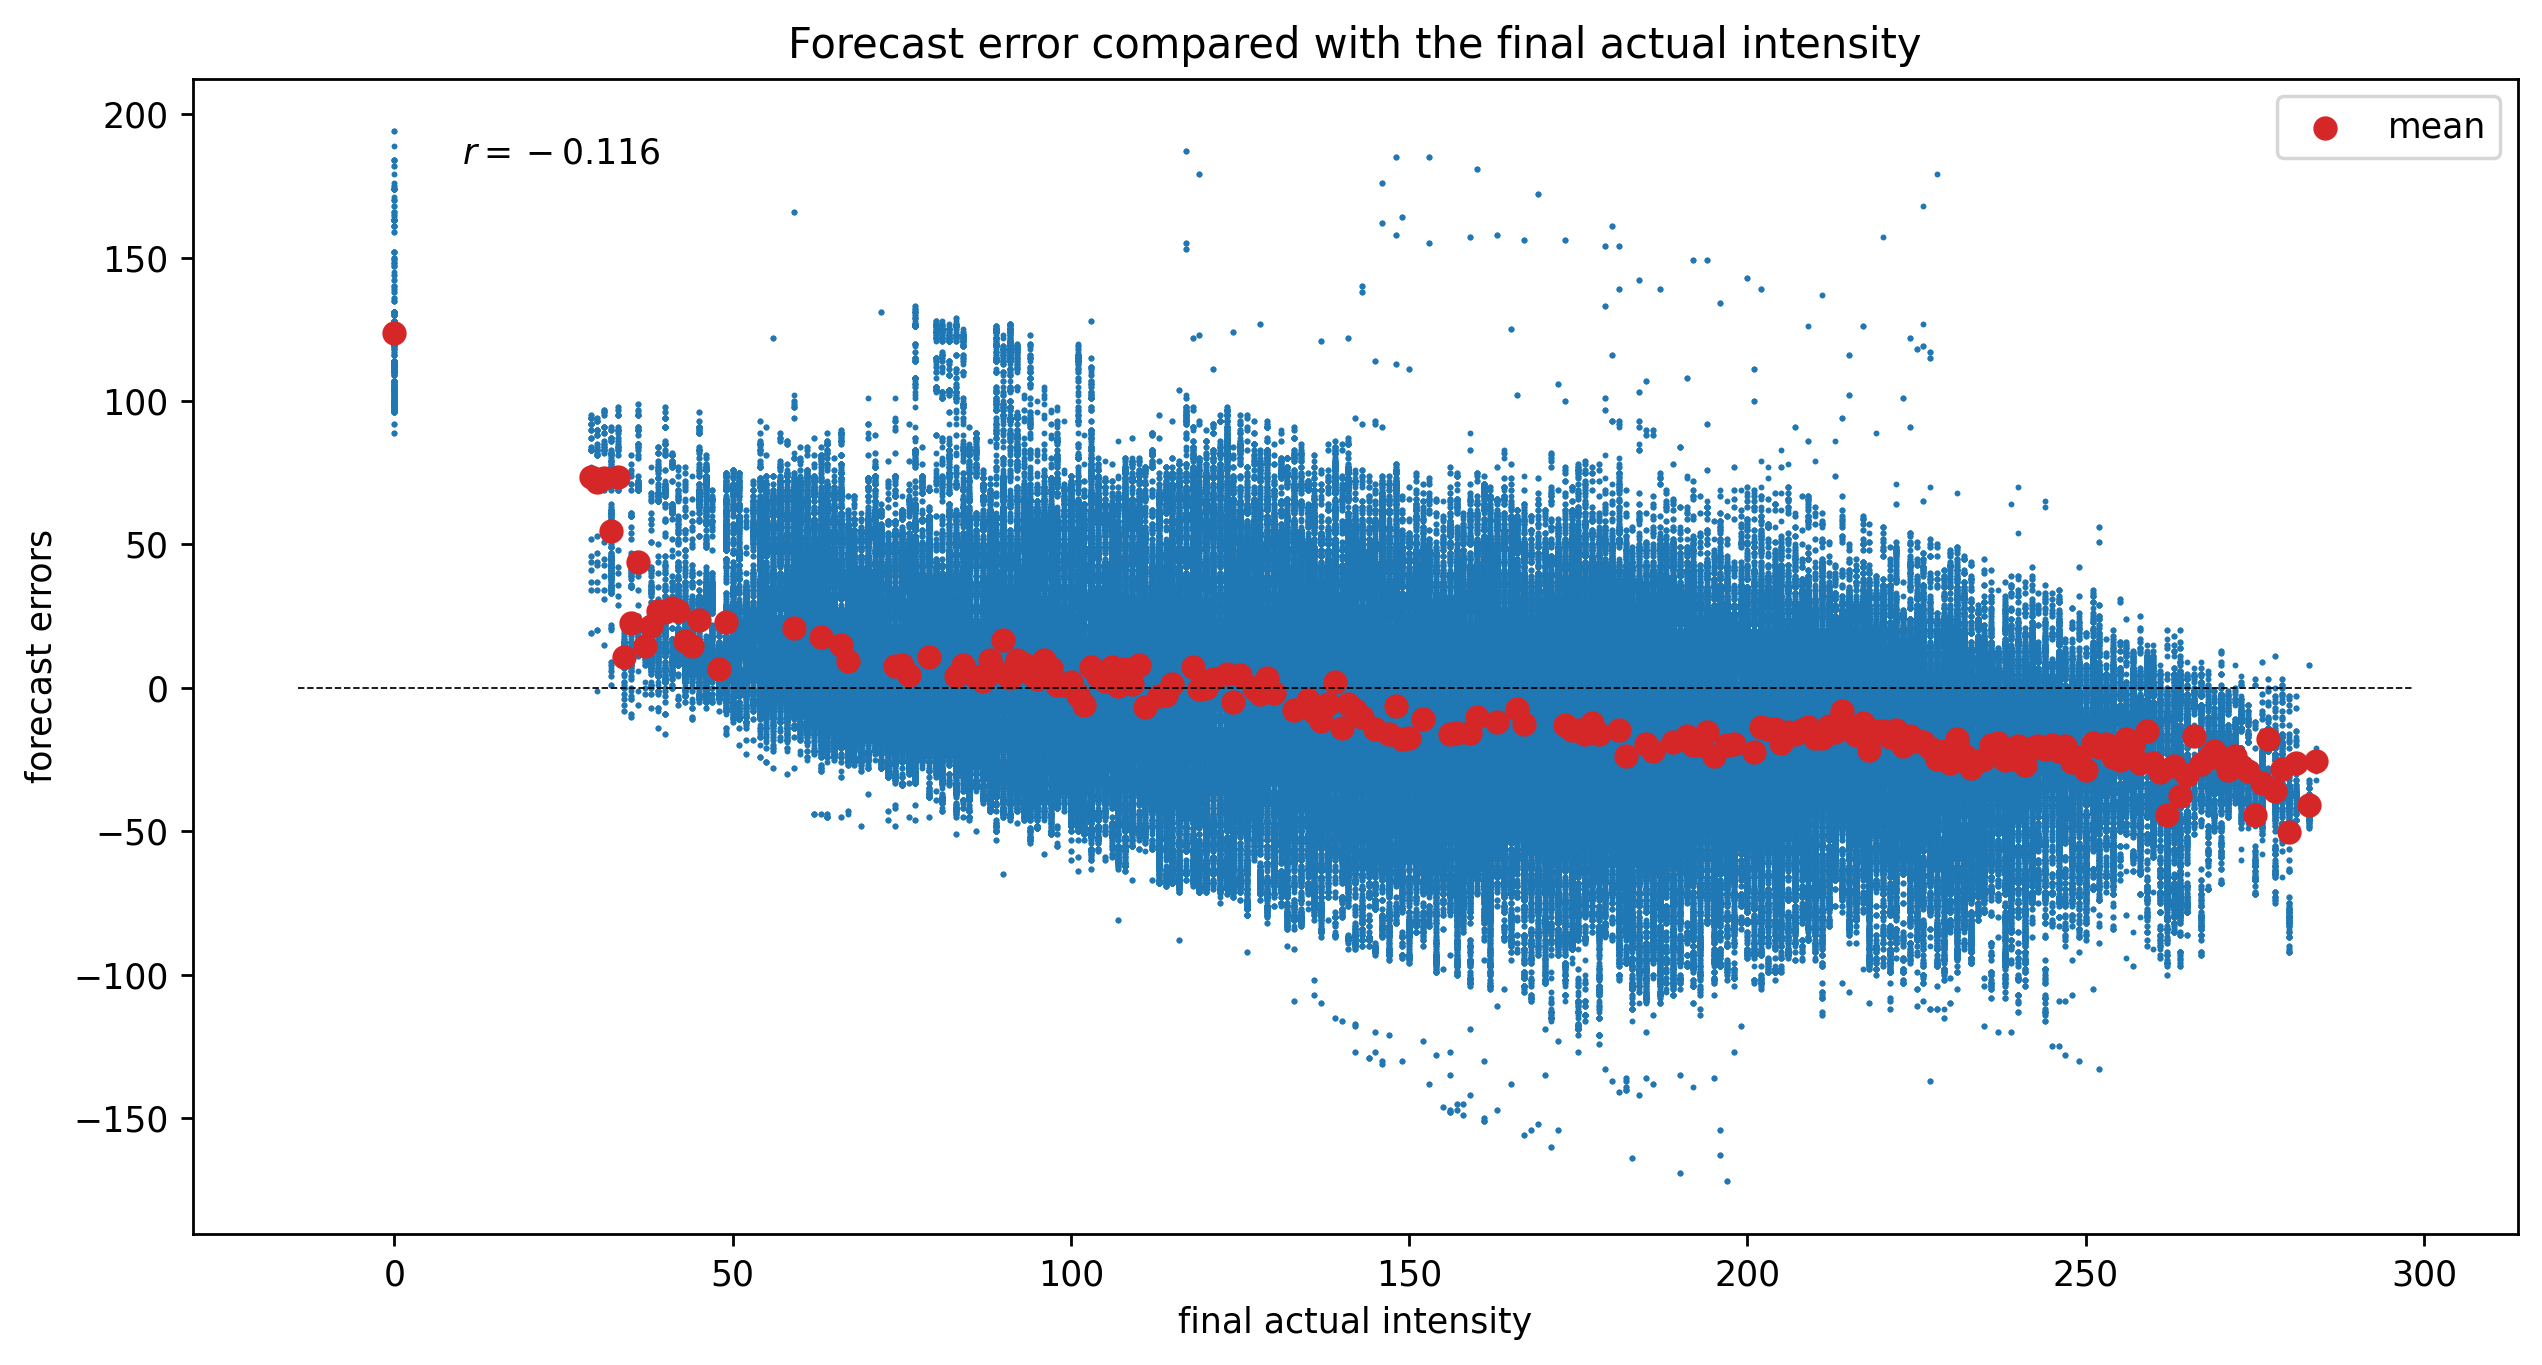 Forecast error compared with the final actual intensity
mean
r = −0.116
forecast errors
200
150
100
50
0
−50
−100
−150
0 50 100 150 200 250 300
final actual intensity